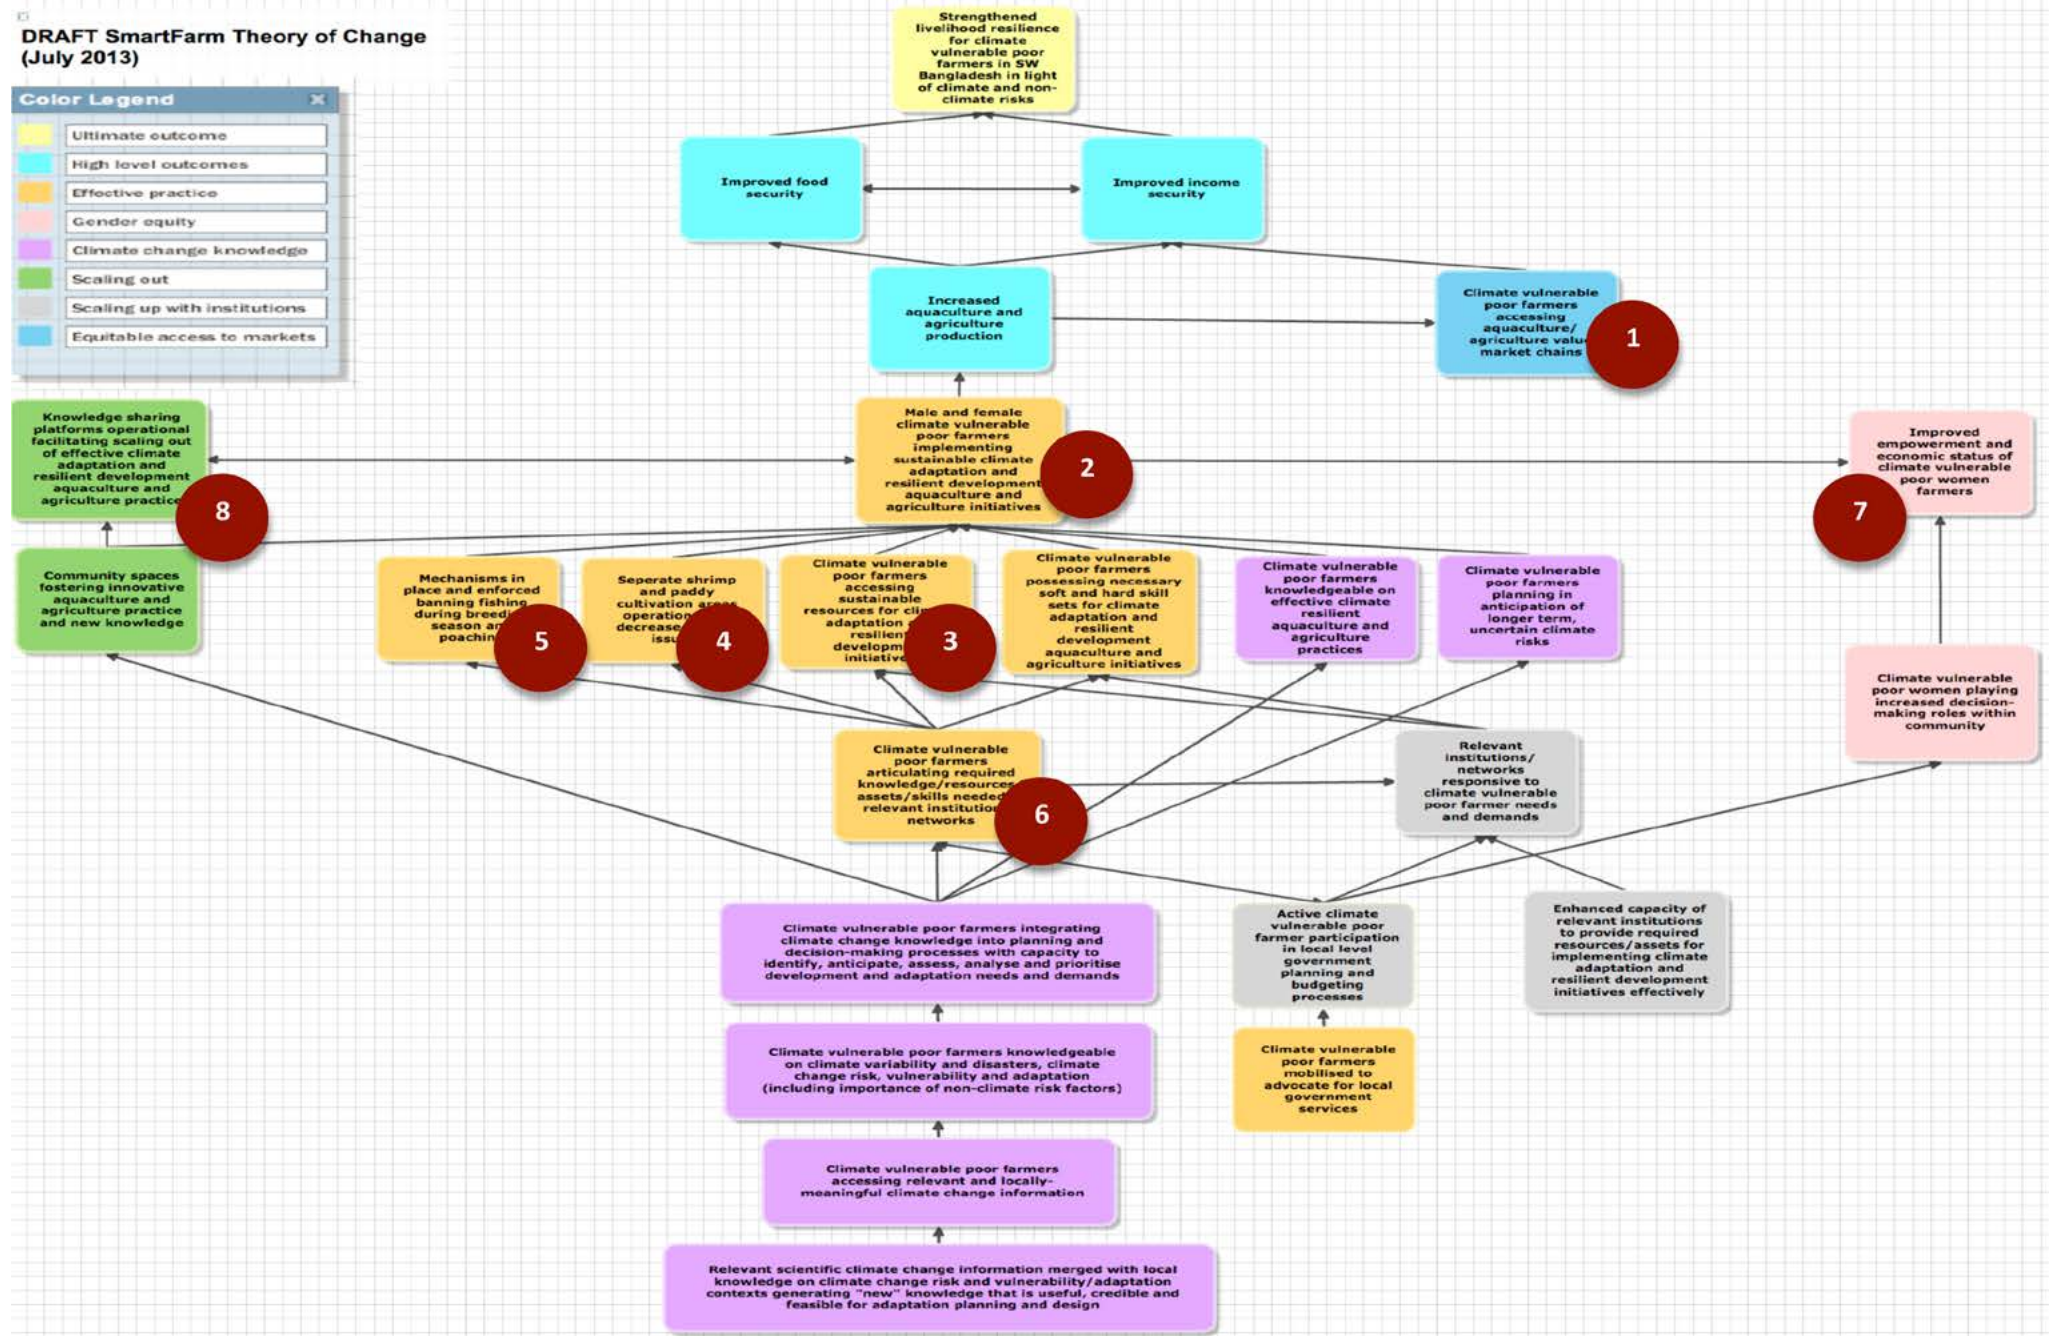 DRAFT SmartFarm Theory of Change
(July 2013)
Color Legend
Ultimate outcome
High level outcomes
Effective practice
Gender equity
Climate change knowledge
Scaling out
Scaling up with institutions
Equitable access to markets
Strengthened
livelihood resilience
for climate
vulnerable poor
farmers in SW
Bangladesh in light
of climate and non-
climate risks
Improved food
security
Improved income
security
Increased
aquaculture and
agriculture
production
Climate vulnerable
poor farmers
accessing
aquaculture/
agriculture
market chains
1
Knowledge sharing
platforms operational
facilitating scaling out
of effective climate
adaptation and
resilient development
aquaculture and
agriculture
8
Male and female
climate vulnerable
poor farmers
implementing
sustainable climate
adaptation and
resilient development
aquaculture and
agriculture initiatives
2
Improved
empowerment and
economic status of
climate vulnerable
poor women
farmers
7
Community spaces
fostering innovative
aquaculture and
agriculture practice
and new knowledge
Mechanisms in
place and enforced
banning fishing
during
season
5
Seperate shrimp
and paddy
cultivation
decrease
4
Climate vulnerable
poor farmers
accessing
sustainable
resources for
adaptation
resilient
3
Climate vulnerable
poor farmers
possessing necessary
soft and hard skill
sets for climate
adaptation and
resilient
development
aquaculture and
agriculture initiatives
Climate vulnerable
poor farmers
knowledgeable on
effective climate
resilient
aquaculture and
agriculture
practices
Climate vulnerable
poor farmers
planning in
anticipation of
longer term,
uncertain climate
risks
Climate vulnerable
poor women playing
increased decision-
making roles within
community
Climate vulnerable
poor farmers
articulating required
knowledge/resources
assets/skills needed
relevant
networks
6
Relevant
institutions/
networks
responsive to
climate vulnerable
poor farmer needs
and demands
Climate vulnerable poor farmers integrating
climate change knowledge into planning and
decision-making processes with capacity to
identify, anticipate, assess, analyse and prioritise
development and adaptation needs and demands
Active climate
vulnerable poor
farmer participation
in local level
government
planning and
budgeting
processes
Enhanced capacity of
relevant institutions
to provide required
resources/assets for
implementing climate
adaptation and
resilient development
initiatives effectively
Climate vulnerable poor farmers knowledgeable
on climate variability and disasters, climate
change risk, vulnerability and adaptation
(including importance of non-climate risk factors)
Climate vulnerable
poor farmers
mobilised to
advocate for local
government
services
Climate vulnerable poor farmers
accessing relevant and locally-
meaningful climate change information
Relevant scientific climate change information merged with local
knowledge on climate change risk and vulnerability/adaptation
contexts generating "new" knowledge that is useful, credible and
feasible for adaptation planning and design